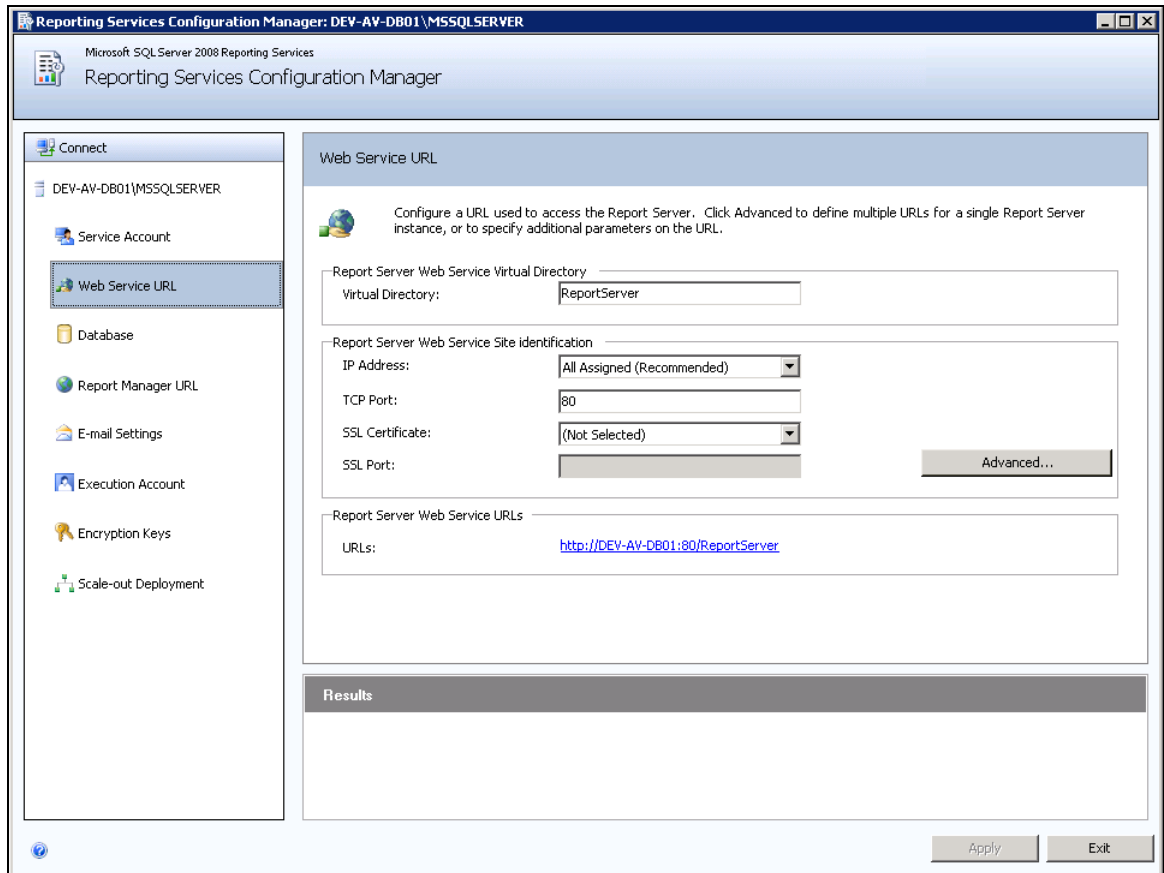 Reporting Services Configuration Manager: DEV-AV-DB01\MSSQLSERVER
Microsoft SQL Server 2008 Reporting Services
Reporting Services Configuration Manager
Connect
DEV-AV-DB01\MSSQLSERVER
Service Account
Web Service URL
Database
Report Manager URL
E-mail Settings
Execution Account
Encryption Keys
Scale-out Deployment
Web Service URL
Configure a URL used to access the Report Server. Click Advanced to define multiple URLs for a single Report Server
instance, or to specify additional parameters on the URL.
Report Server Web Service Virtual Directory
Virtual Directory: ReportServer
Report Server Web Service Site identification
IP Address: All Assigned (Recommended)
TCP Port: 80
SSL Certificate: (Not Selected)
SSL Port:
Advanced...
Report Server Web Service URLs
URLs: http://DEV-AV-DB01:80/ReportServer
Results
Apply Exit